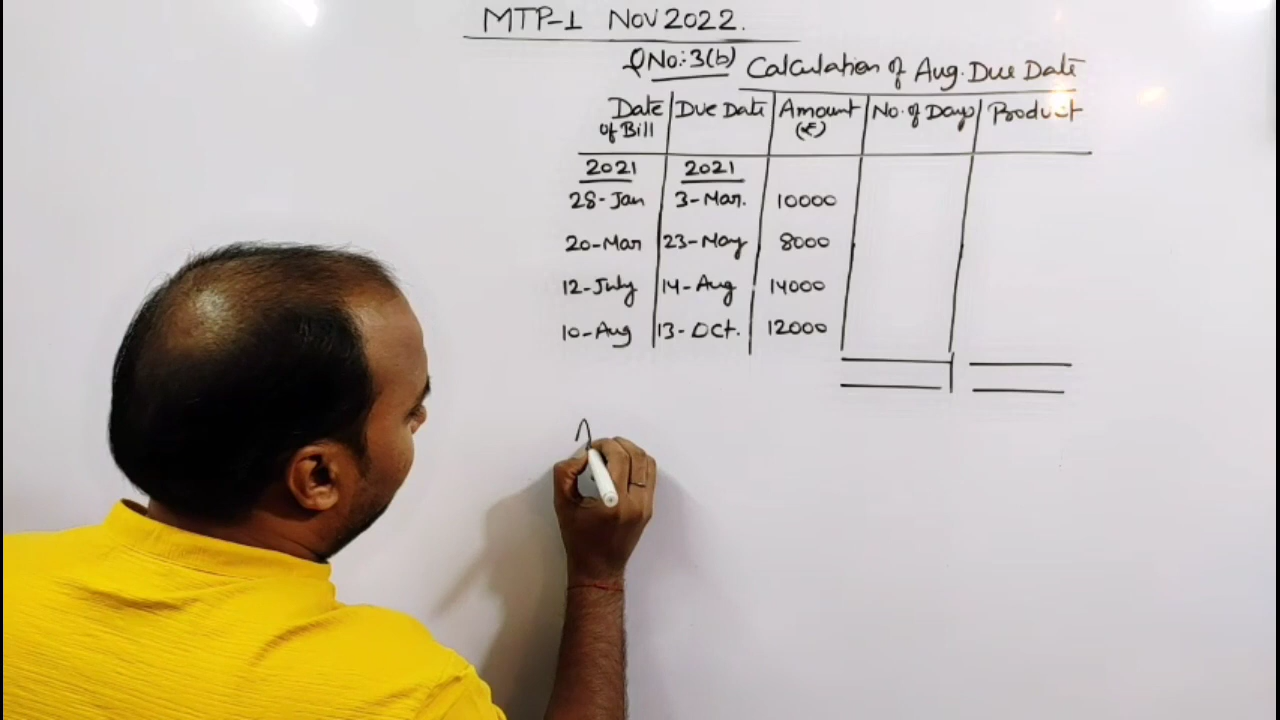 MTP-1 Nov 2022.
QNo:-3(b) Calculation of Aug. Due Date
Date of Bill Due Date Amount (₹) No. of Days Product
2021 2021
28-Jan 3-Mar. 10000
20-Mar 23-May 8000
12-July 14-Aug 14000
10-Aug 13-Oct. 12000